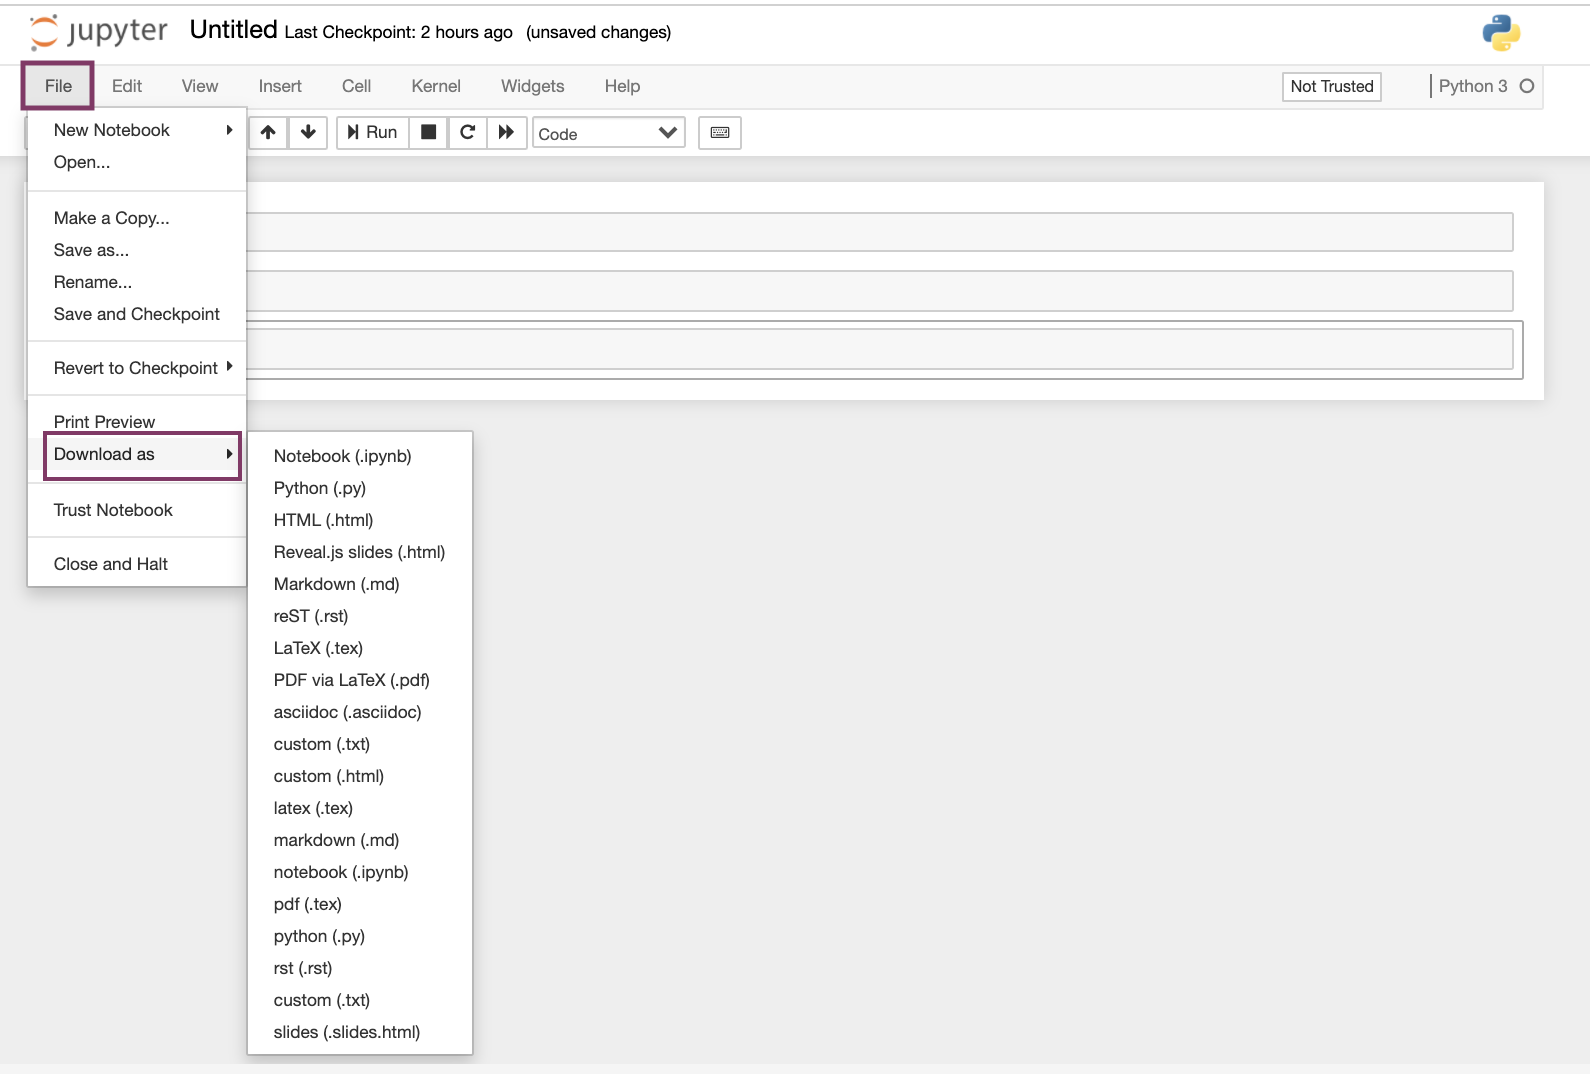 jupyter Untitled Last Checkpoint: 2 hours ago (unsaved changes)
File Edit View Insert Cell Kernel Widgets Help Not Trusted Python 3
Run Code
New Notebook
Open...
Make a Copy...
Save as...
Rename...
Save and Checkpoint
Revert to Checkpoint
Print Preview
Download as
Trust Notebook
Close and Halt
Notebook (.ipynb)
Python (.py)
HTML (.html)
Reveal.js slides (.html)
Markdown (.md)
reST (.rst)
LaTeX (.tex)
PDF via LaTeX (.pdf)
asciidoc (.asciidoc)
custom (.txt)
custom (.html)
latex (.tex)
markdown (.md)
notebook (.ipynb)
pdf (.tex)
python (.py)
rst (.rst)
custom (.txt)
slides (.slides.html)